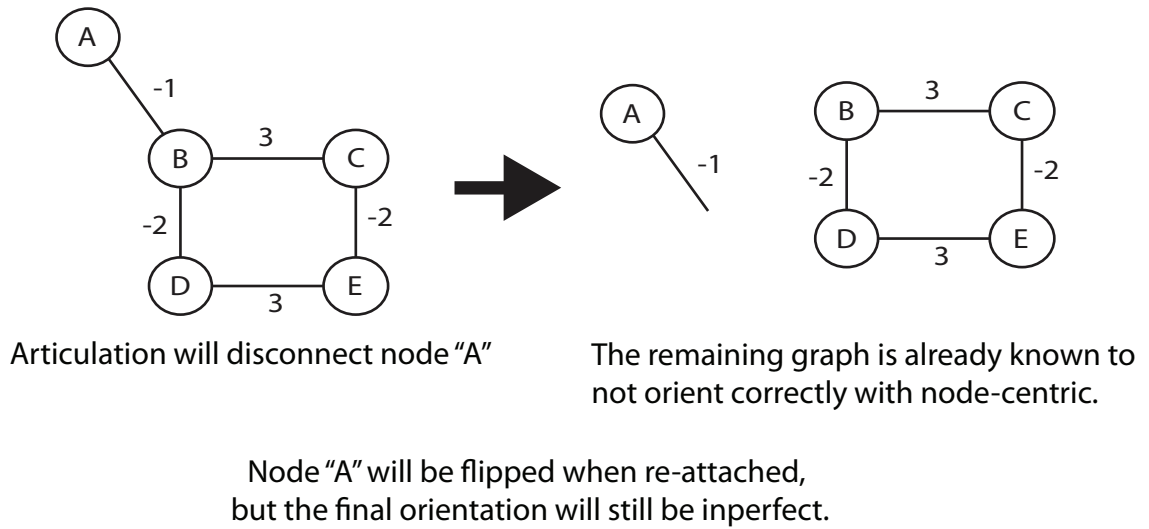 A
-1
B
3
C
-2
-2
D
3
E
A
-1
B
3
C
-2
-2
D
3
E
Articulation will disconnect node “A”
The remaining graph is already known to
not orient correctly with node-centric.
Node “A” will be flipped when re-attached,
but the final orientation will still be inperfect.